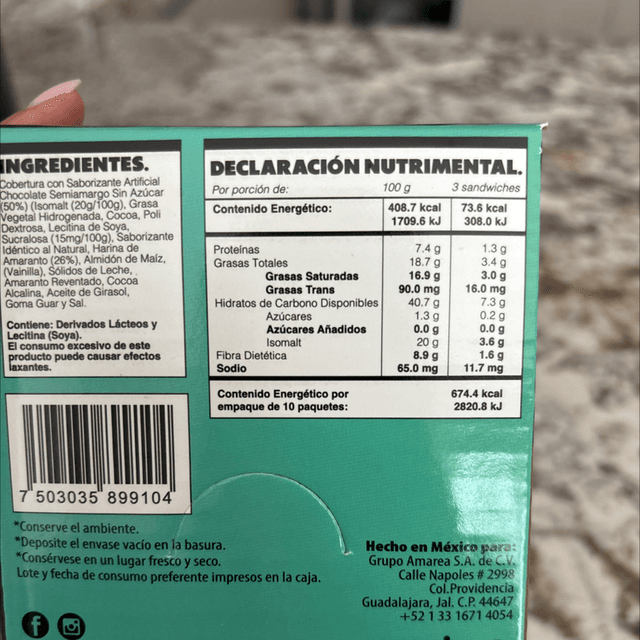 INGREDIENTES.
Cobertura con Saborizante Artificial
Chocolate Semiamargo Sin Azúcar
(50%) (Isomalt (20g/100g), Grasa
Vegetal Hidrogenada, Cocoa, Poli
Dextrosa, Lecitina de Soya,
Sucralosa (15mg/100g), Saborizante
Idéntico al Natural, Harina de
Amaranto (26%), Almidón de Maíz,
(Vainilla), Sólidos de Leche,
Amaranto Reventado, Cocoa
Alcalina, Aceite de Girasol,
Goma Guar y Sal.
Contiene: Derivados Lácteos y
Lecitina (Soya).
El consumo excesivo de este
producto puede causar efectos
laxantes.
DECLARACIÓN NUTRIMENTAL.
Por porción de: 100 g 3 sandwiches
Contenido Energético: 408.7 kcal 73.6 kcal
1709.6 kJ 308.0 kJ
Proteínas 7.4 g 1.3 g
Grasas Totales 18.7 g 3.4 g
Grasas Saturadas 16.9 g 3.0 g
Grasas Trans 90.0 mg 16.0 mg
Hidratos de Carbono Disponibles 40.7 g 7.3 g
Azúcares 1.3 g 0.2 g
Azúcares Añadidos 0.0 g 0.0 g
Isomalt 20 g 3.6 g
Fibra Dietética 8.9 g 1.6 g
Sodio 65.0 mg 11.7 mg
Contenido Energético por 674.4 kcal
empaque de 10 paquetes: 2820.8 kJ
7 503035 899104
*Conserve el ambiente.
*Deposite el envase vacío en la basura.
*Consérvese en un lugar fresco y seco.
Lote y fecha de consumo preferente impresos en la caja.
Hecho en México para:
Grupo Amarea S.A. de C.V.
Calle Napoles # 2998
Col.Providencia
Guadalajara, Jal. C.P. 44647
+52 1 33 1671 4054